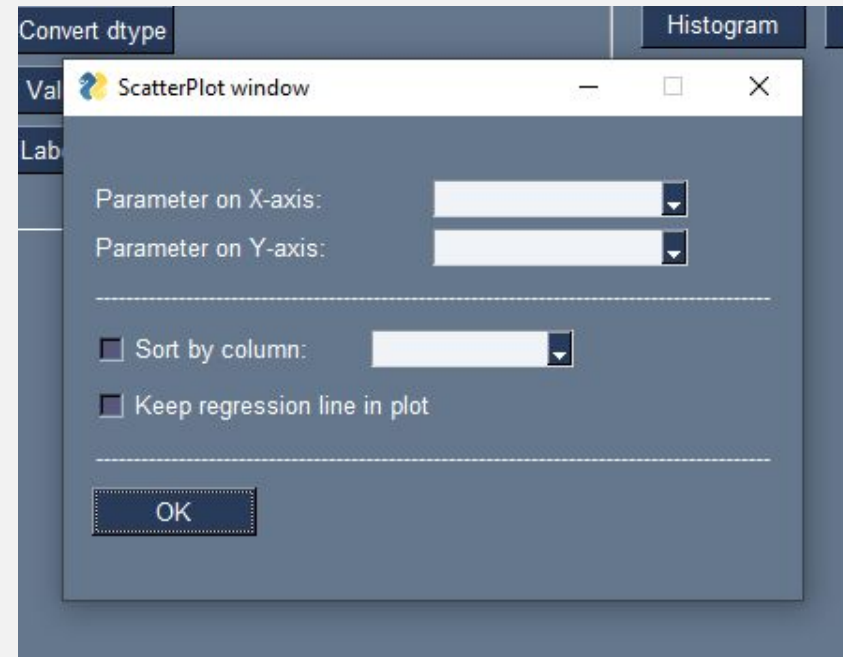 Convert dtype
Histogram
Val
ScatterPlot window
Lab
Parameter on X-axis:
Parameter on Y-axis:
Sort by column:
Keep regression line in plot
OK